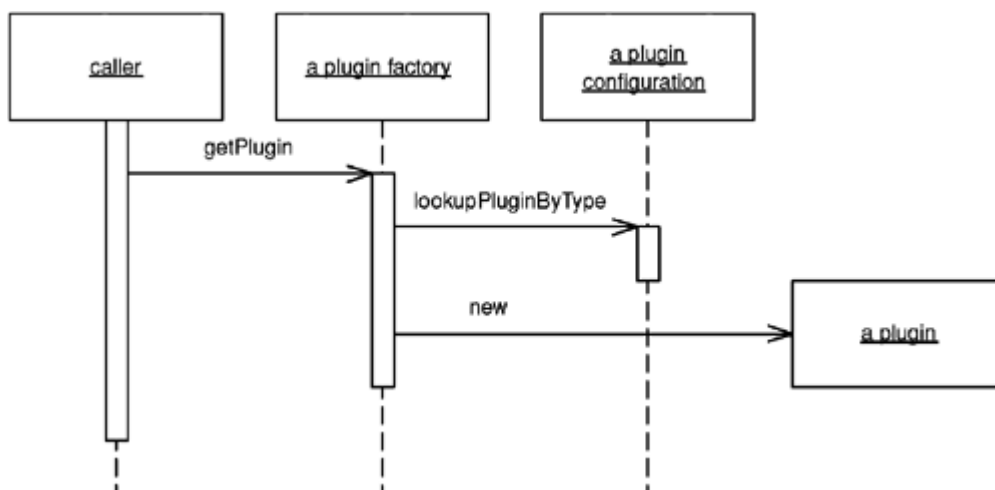 caller
a plugin factory
a plugin
configuration
getPlugin
lookupPluginByType
new
a plugin